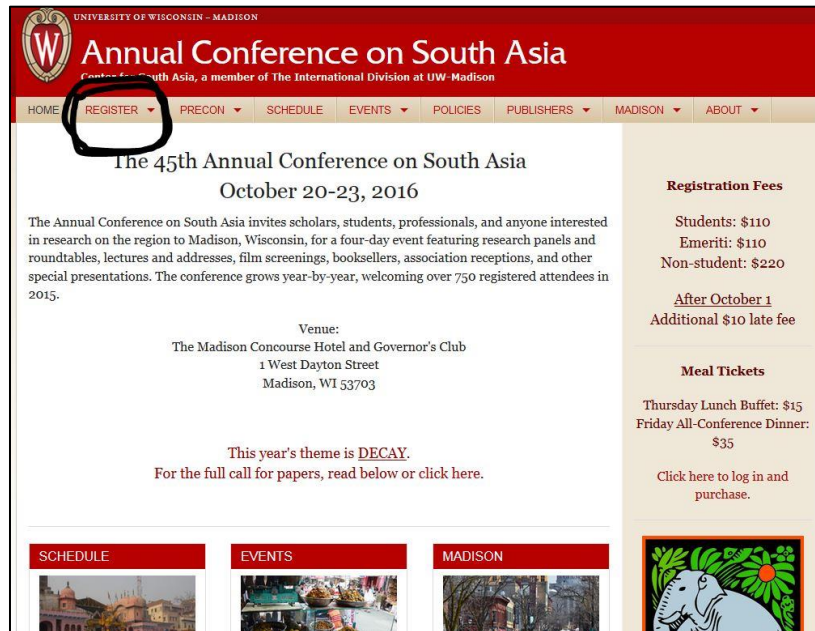 UNIVERSITY OF WISCONSIN – MADISON
Annual Conference on South Asia
Center for South Asia, a member of The International Division at UW-Madison
HOME REGISTER PRECON SCHEDULE EVENTS POLICIES PUBLISHERS MADISON ABOUT
The 45th Annual Conference on South Asia
October 20-23, 2016
The Annual Conference on South Asia invites scholars, students, professionals, and anyone interested
in research on the region to Madison, Wisconsin, for a four-day event featuring research panels and
roundtables, lectures and addresses, film screenings, booksellers, association receptions, and other
special presentations. The conference grows year-by-year, welcoming over 750 registered attendees in
2015.
Venue:
The Madison Concourse Hotel and Governor's Club
1 West Dayton Street
Madison, WI 53703
This year's theme is DECAY.
For the full call for papers, read below or click here.
SCHEDULE
EVENTS
MADISON
Registration Fees
Students: $110
Emeriti: $110
Non-student: $220
After October 1
Additional $10 late fee
Meal Tickets
Thursday Lunch Buffet: $15
Friday All-Conference Dinner:
$35
Click here to log in and
purchase.